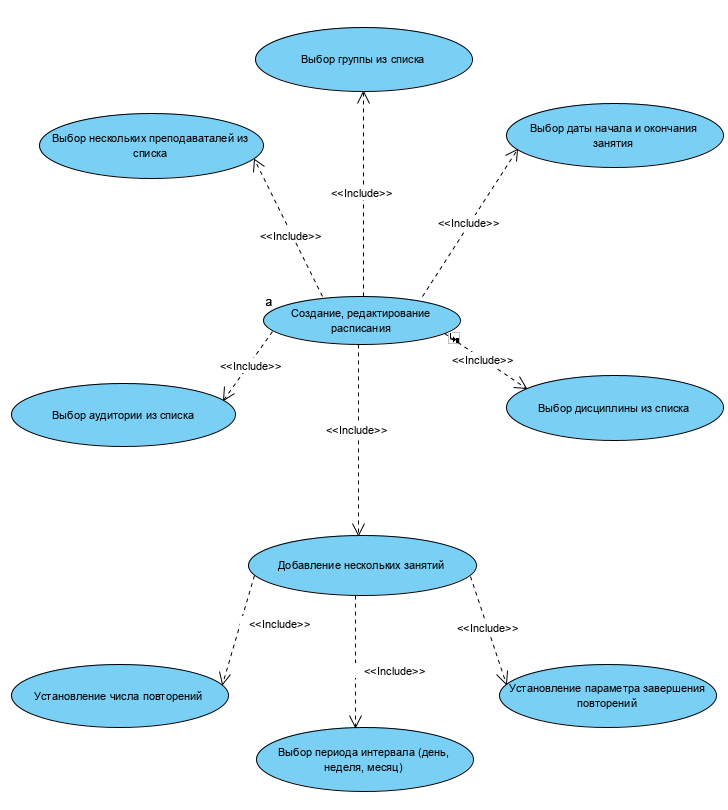 Выбор группы из списка
Выбор нескольких преподаваталей из
списка
Выбор даты начала и окончания
занятия
<<Include>>
<<Include>>
<<Include>>
a
Создание, редактирование
расписания
<<Include>>
<<Include>>
Выбор аудитории из списка
Выбор дисциплины из списка
<<Include>>
Добавление нескольких занятий
<<Include>>
<<Include>>
<<Include>>
Установление числа повторений
Установление параметра завершения
повторений
Выбор периода интервала (день,
неделя, месяц)